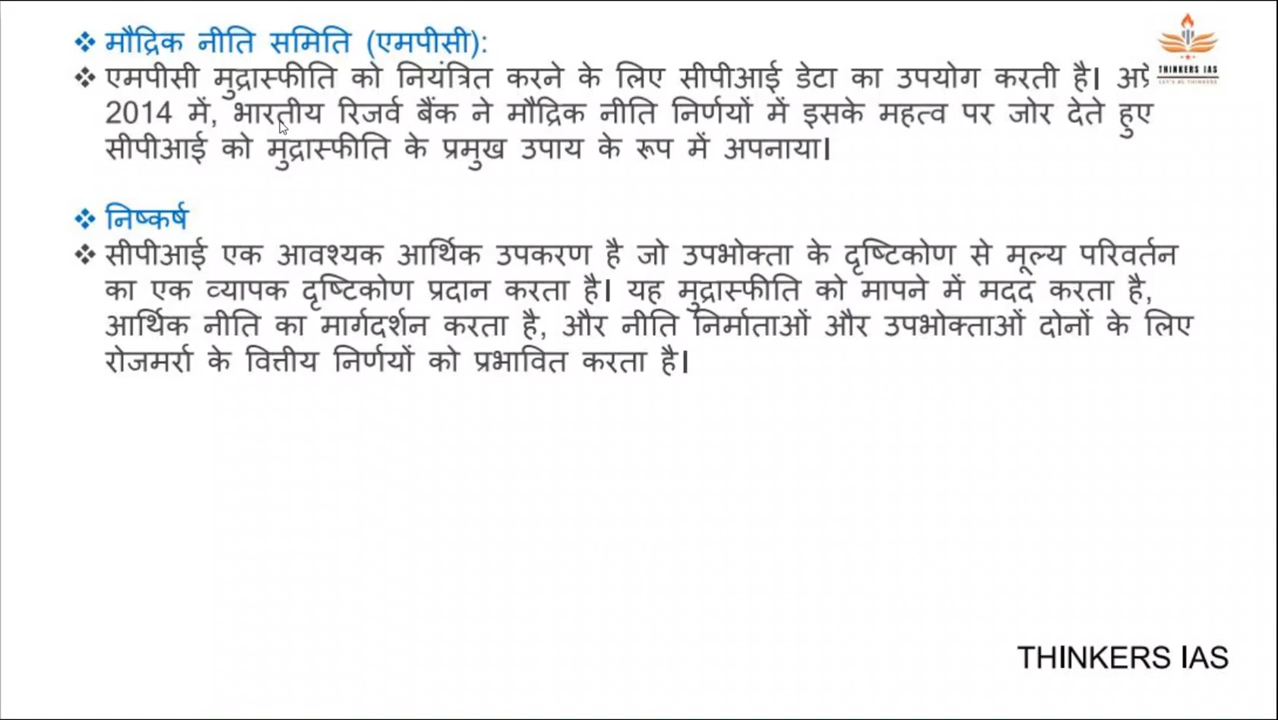 ❖ मौद्रिक नीति समिति (एमपीसी):
❖ एमपीसी मुद्रास्फीति को नियंत्रित करने के लिए सीपीआई डेटा का उपयोग करती है।
THINKERS IAS
2014 में, भारतीय रिजर्व बैंक ने मौद्रिक नीति निर्णयों में इसके महत्व पर जोर देते हुए
सीपीआई को मुद्रास्फीति के प्रमुख उपाय के रूप में अपनाया।
❖ निष्कर्ष
❖ सीपीआई एक आवश्यक आर्थिक उपकरण है जो उपभोक्ता के दृष्टिकोण से मूल्य परिवर्तन
का एक व्यापक दृष्टिकोण प्रदान करता है। यह मुद्रास्फीति को मापने में मदद करता है,
आर्थिक नीति का मार्गदर्शन करता है, और नीति निर्माताओं और उपभोक्ताओं दोनों के लिए
रोजमर्रा के वित्तीय निर्णयों को प्रभावित करता है।
THINKERS IAS